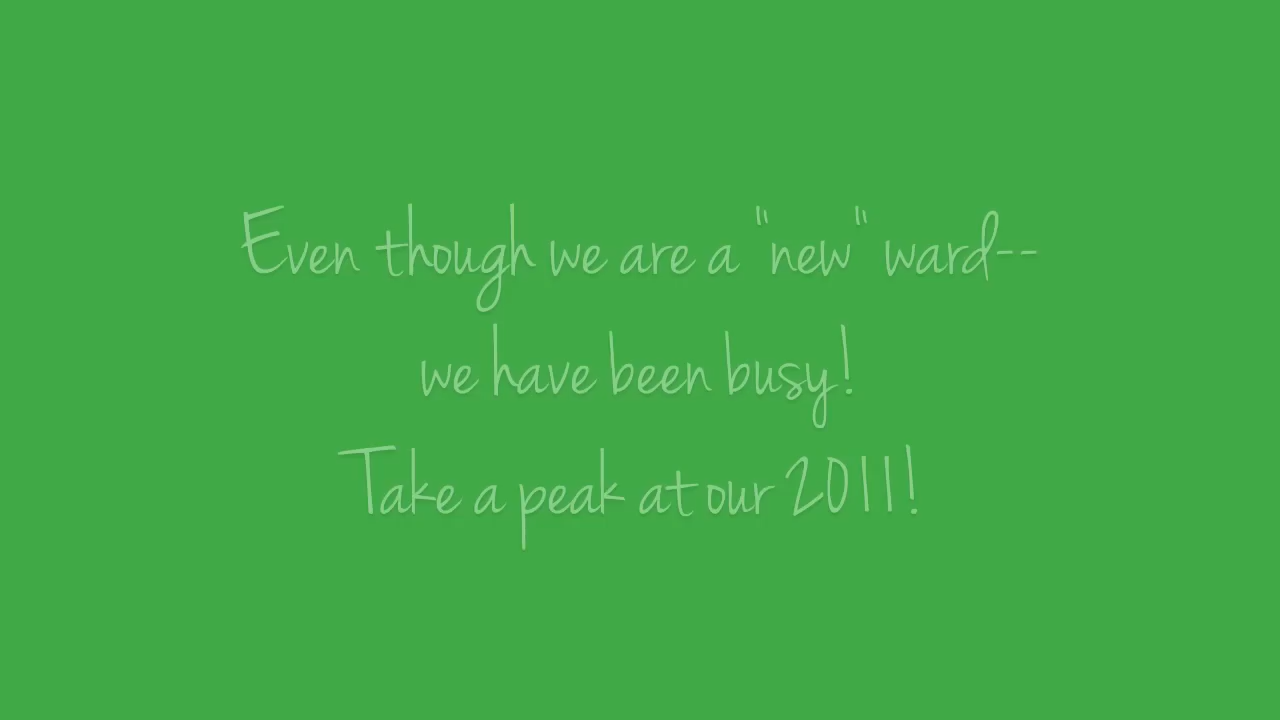 Even though we are a "new" ward--
we have been busy!
Take a peak at our 2011!